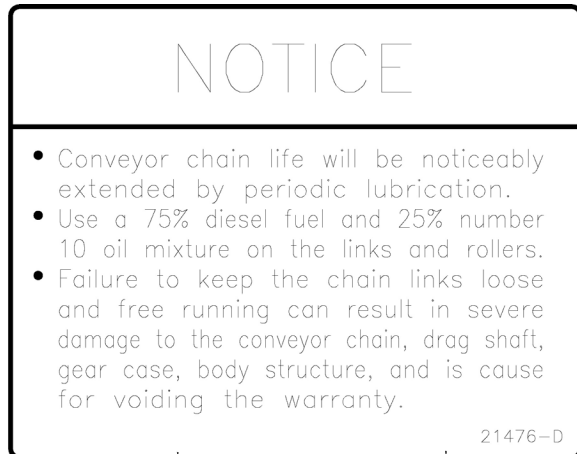 NOTICE
• Conveyor chain life will be noticeably
extended by periodic lubrication.
• Use a 75% diesel fuel and 25% number
10 oil mixture on the links and rollers.
• Failure to keep the chain links loose
and free running can result in severe
damage to the conveyor chain, drag shaft,
gear case, body structure, and is cause
for voiding the warranty.
21476-D